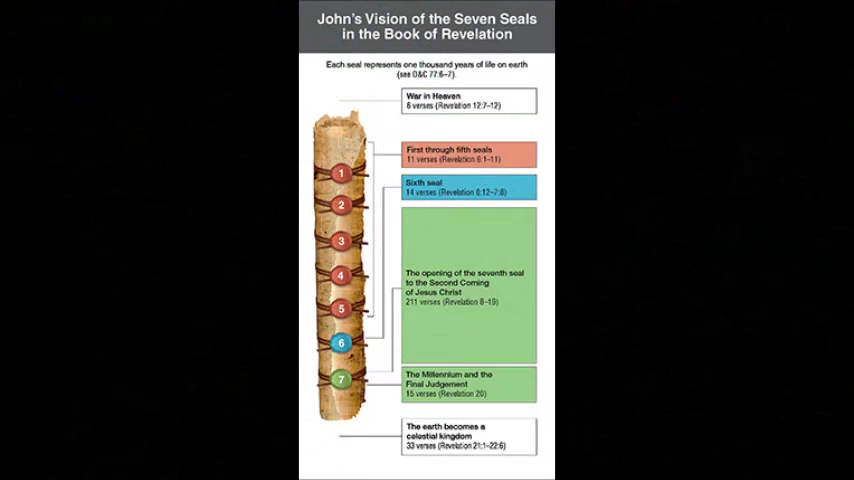 John's Vision of the Seven Seals
in the Book of Revelation
Each seal represents one thousand years of life on earth
(see D&C 77:6–7).
War in Heaven
6 verses (Revelation 12:7–12)
First through fifth seals
11 verses (Revelation 6:1–11)
Sixth seal
14 verses (Revelation 6:12–7:8)
The opening of the seventh seal
to the Second Coming
of Jesus Christ
211 verses (Revelation 8–19)
The Millennium and the
Final Judgement
15 verses (Revelation 20)
The earth becomes a
celestial kingdom
33 verses (Revelation 21:1–22:6)
1
2
3
4
5
6
7